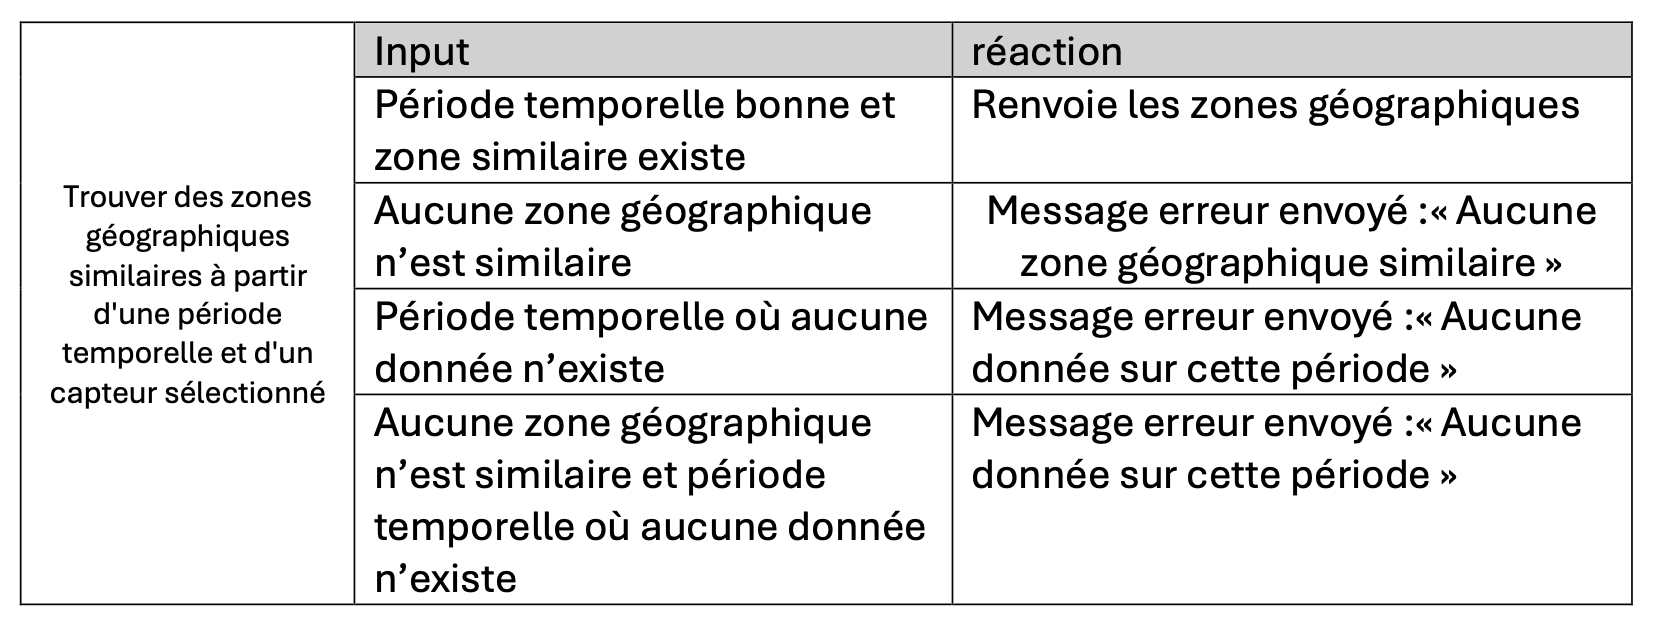 Trouver des zones
géographiques
similaires à partir
d'une période
temporelle et d'un
capteur sélectionné
Input
réaction
Période temporelle bonne et
zone similaire existe
Renvoie les zones géographiques
Aucune zone géographique
n’est similaire
Message erreur envoyé :« Aucune
zone géographique similaire »
Période temporelle où aucune
donnée n’existe
Message erreur envoyé :« Aucune
donnée sur cette période »
Aucune zone géographique
n’est similaire et période
temporelle où aucune donnée
n’existe
Message erreur envoyé :« Aucune
donnée sur cette période »